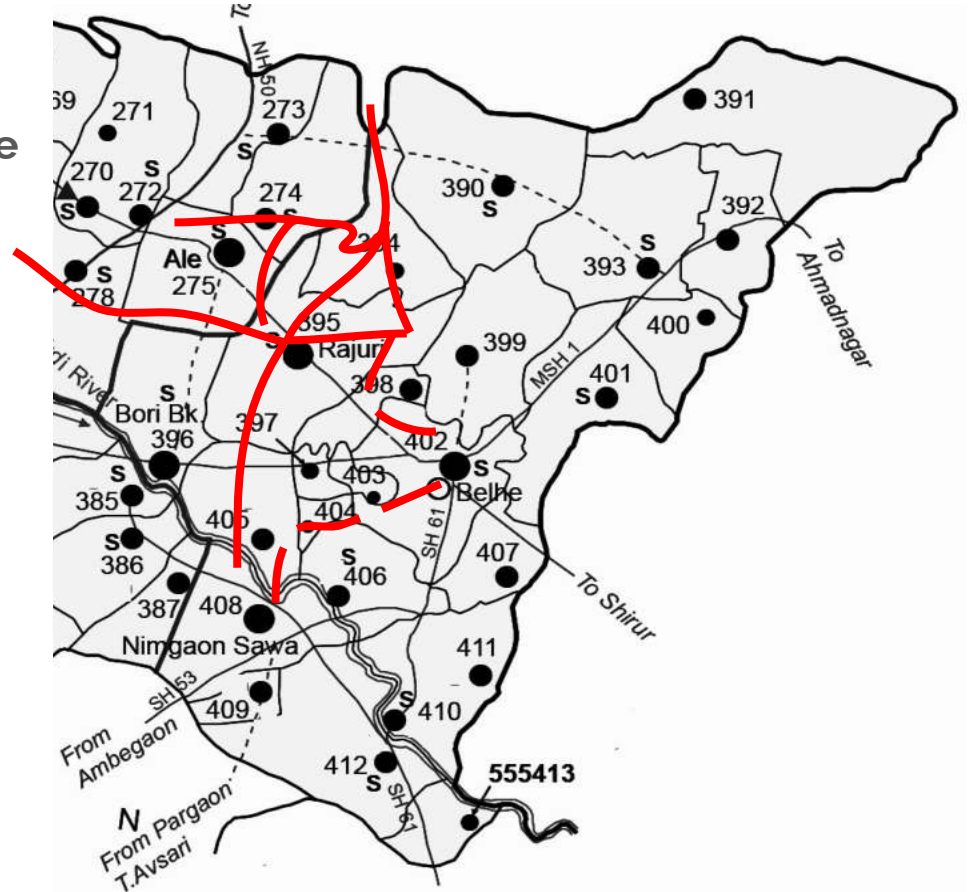 To
NH 50
69
271
273
391
e
270
S
272
S
S
274
S
S
390
S
392
S
Ale
275
394
S
393
To
Ahmadnagar
S
278
395
S
Rajuri
399
400
MSH 1
401
S
di River
S
Bori Bk
396
397
398
402
S
Belhe
S
385
403
404
405
SH 61
S
386
387
408
S
406
407
To Shirur
Nimgaon Sawa
SH 53
409
411
S
410
From
Ambegaon
412
S
SH 61
555413
N
From Pargaon
T.Avsari